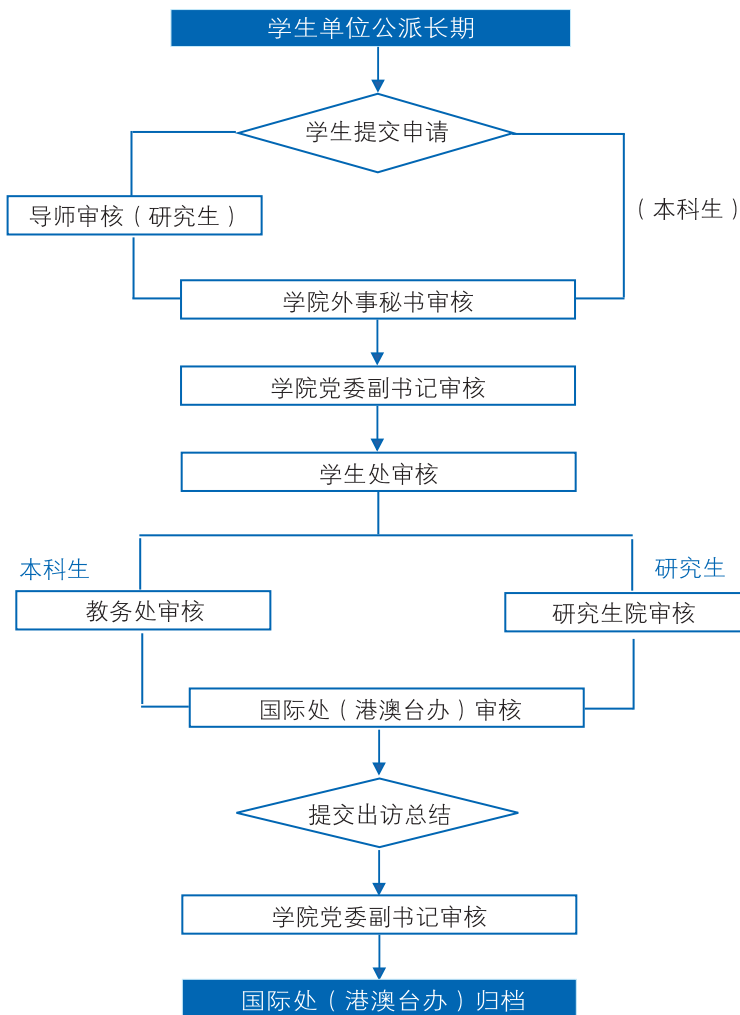 学生单位公派长期
学生提交申请
导师审核（研究生）
（本科生）
学院外事秘书审核
学院党委副书记审核
学生处审核
本科生
研究生
教务处审核
研究生院审核
国际处（港澳台办）审核
提交出访总结
学院党委副书记审核
国际处（港澳台办）归档